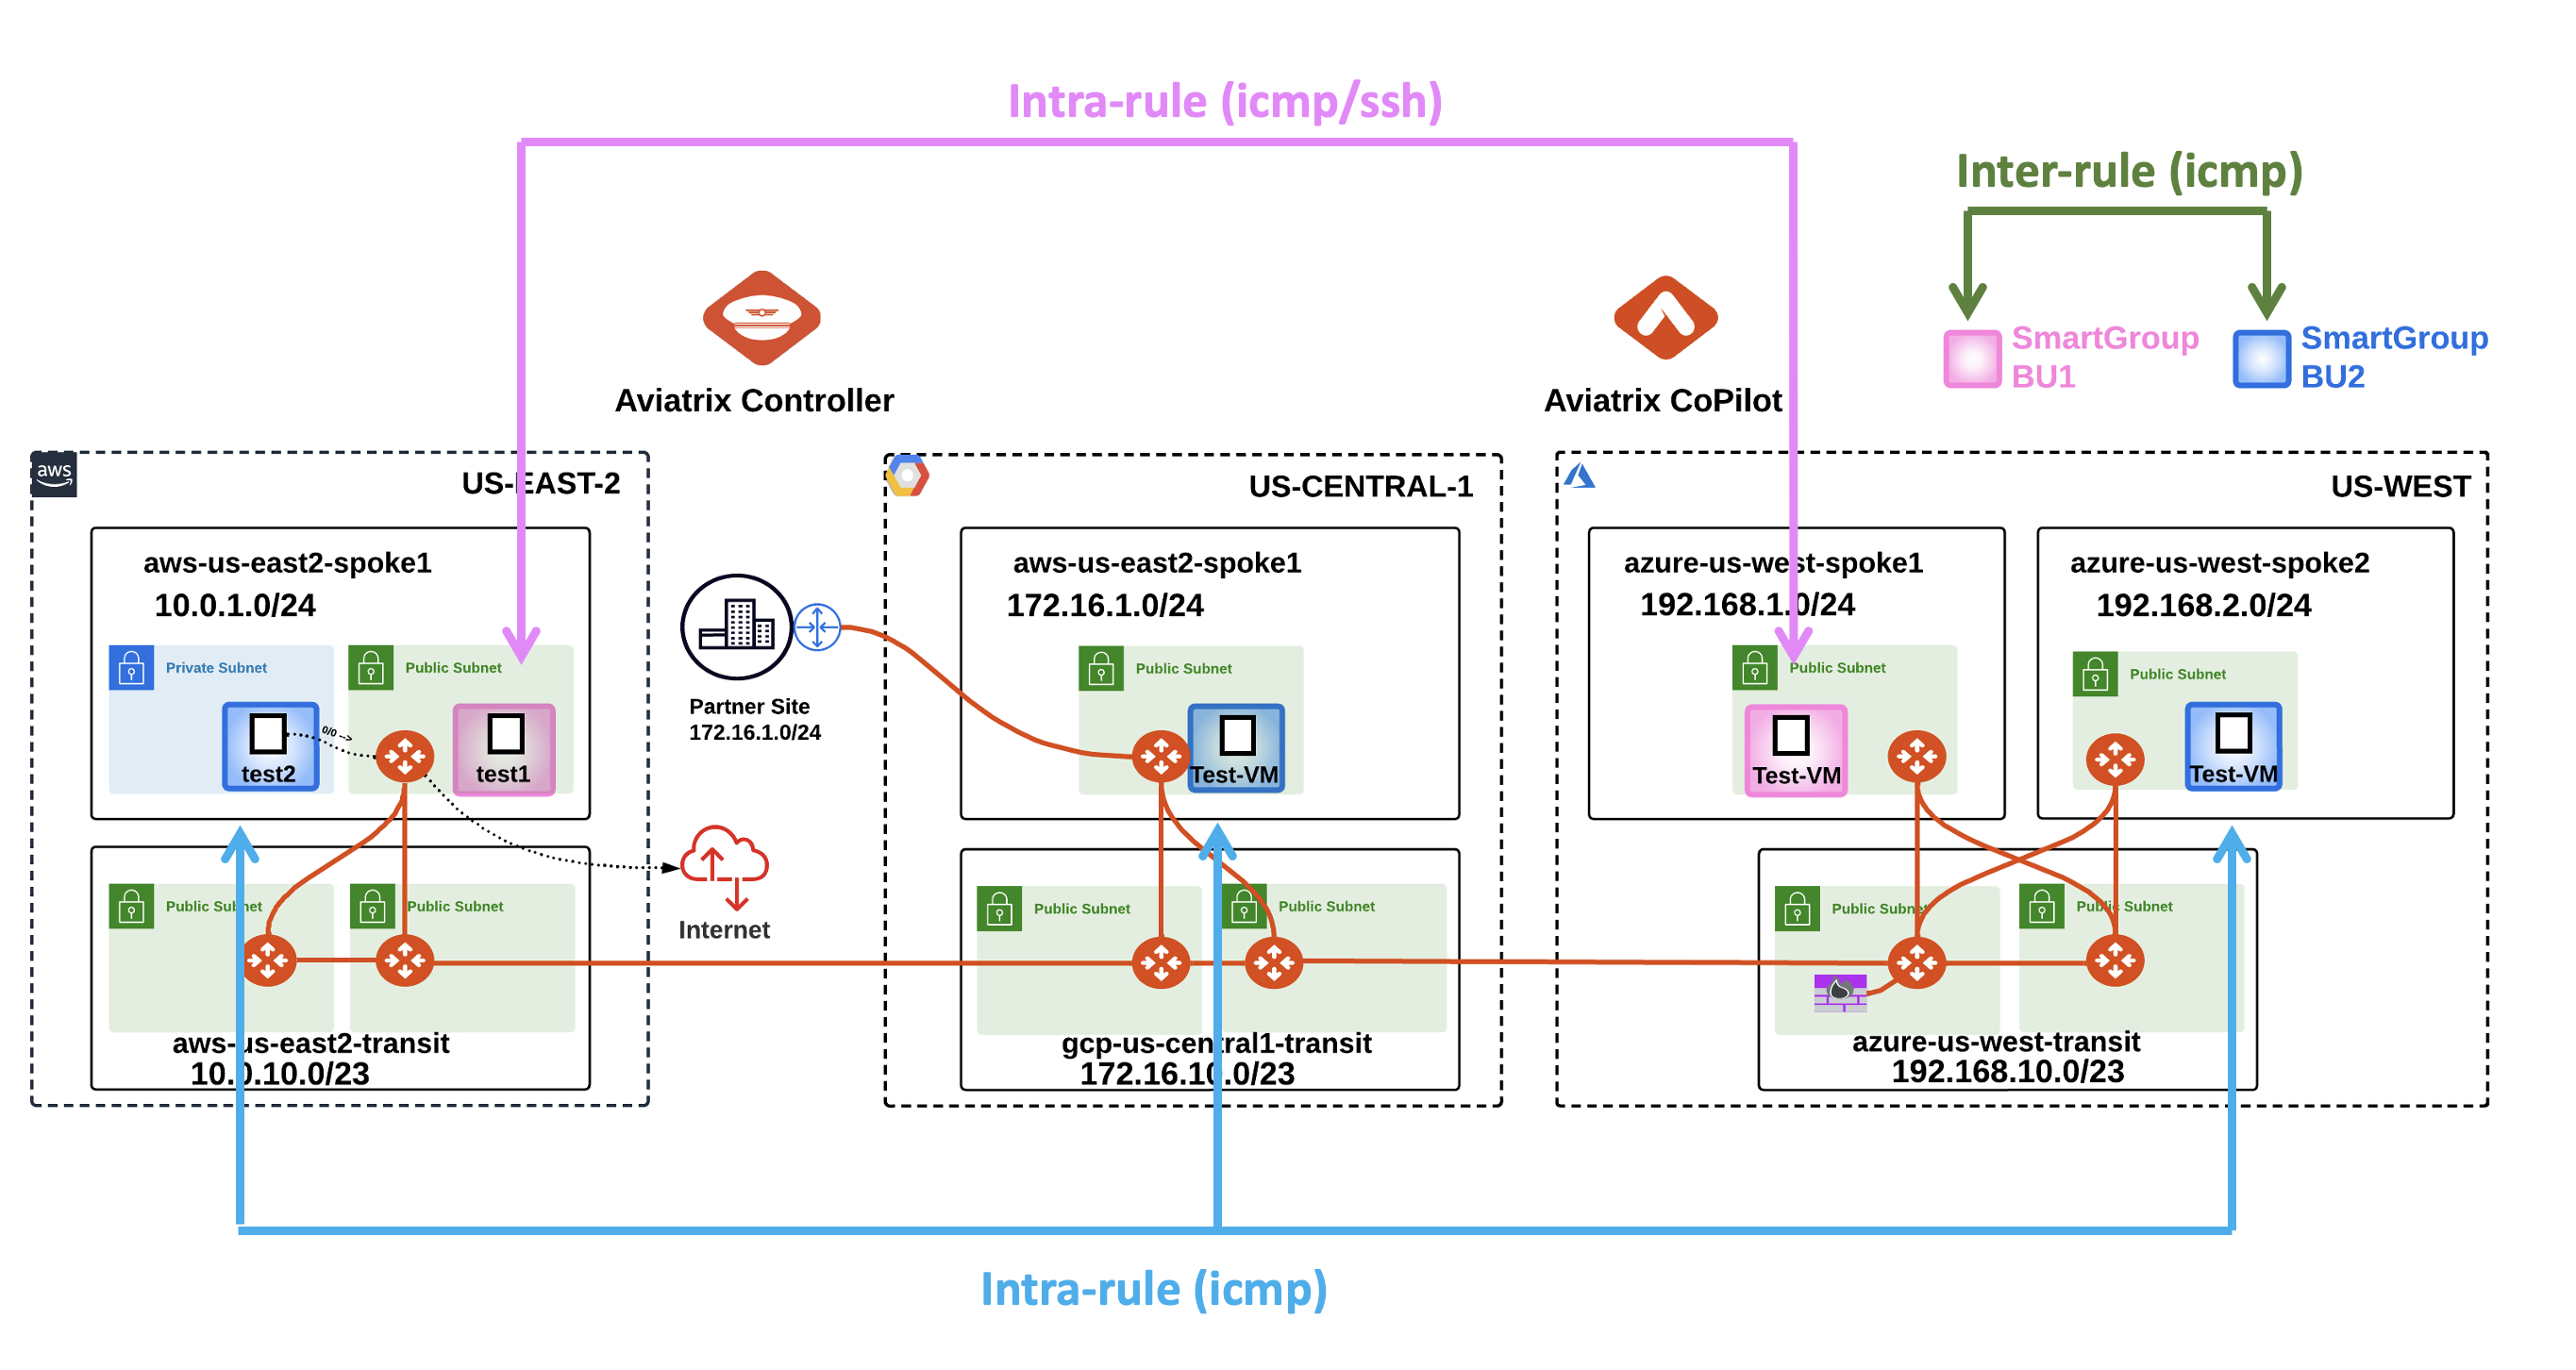 Intra-rule (icmp/ssh)
Inter-rule (icmp)
SmartGroup
BU1
SmartGroup
BU2
Aviatrix Controller
Aviatrix CoPilot
aws
US-EAST-2
aws-us-east2-spoke1
10.0.1.0/24
Private Subnet
Public Subnet
test2
0/0 -->
test1
Public Subnet
Public Subnet
aws-us-east2-transit
10.0.10.0/23
Partner Site
172.16.1.0/24
Internet
US-CENTRAL-1
aws-us-east2-spoke1
172.16.1.0/24
Public Subnet
Test-VM
Public Subnet
Public Subnet
gcp-us-central1-transit
172.16.10.0/23
US-WEST
azure-us-west-spoke1
192.168.1.0/24
Public Subnet
Test-VM
azure-us-west-spoke2
192.168.2.0/24
Public Subnet
Test-VM
Public Subnet
Public Subnet
azure-us-west-transit
192.168.10.0/23
Intra-rule (icmp)